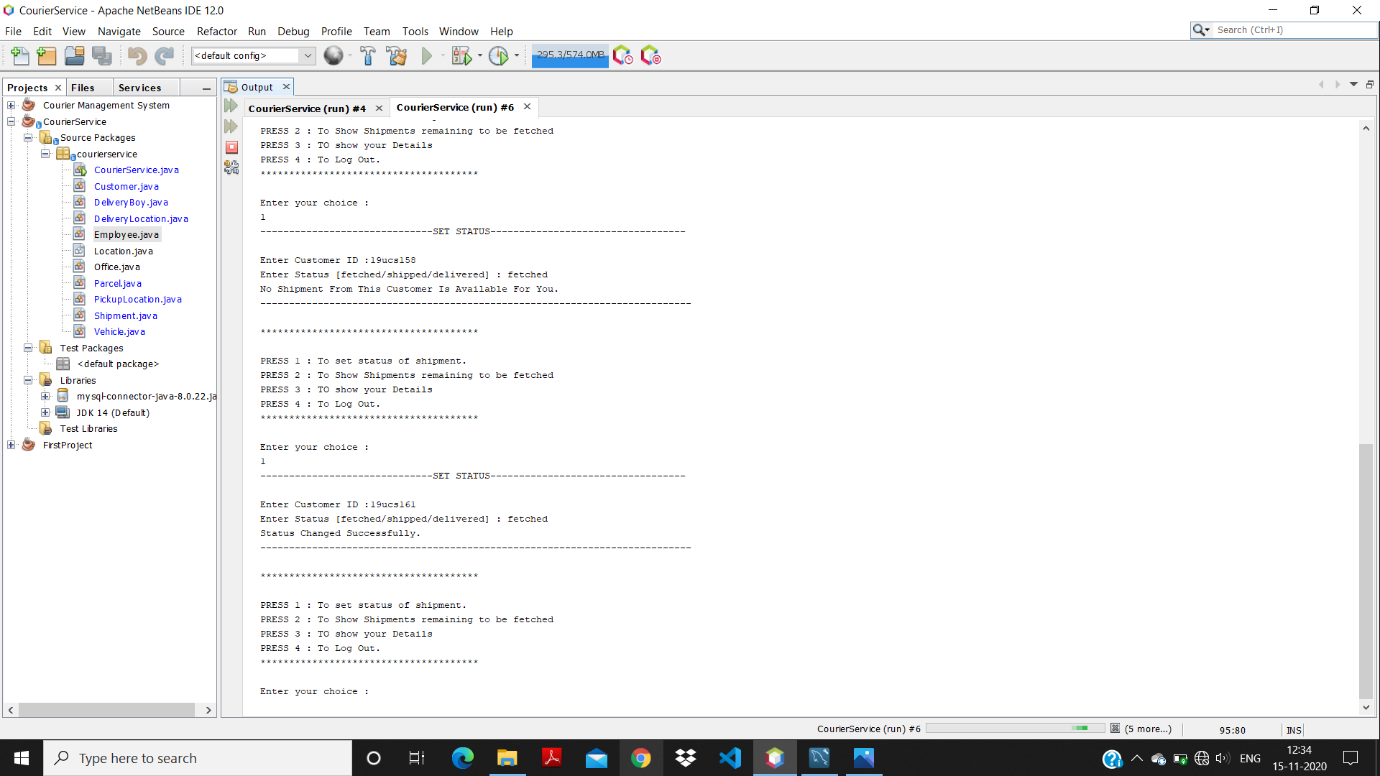 CourierService - Apache NetBeans IDE 12.0
File Edit View Navigate Source Refactor Run Debug Profile Team Tools Window Help
Search (Ctrl+I)
<default config>
295.3/574.0MB
Projects Files Services
Output
Courier Management System
CourierService
Source Packages
courierservice
CourierService.java
Customer.java
DeliveryBoy.java
DeliveryLocation.java
Employee.java
Location.java
Office.java
Parcel.java
PickupLocation.java
Shipment.java
Vehicle.java
Test Packages
<default package>
Libraries
mysql-connector-java-8.0.22.ja
JDK 14 (Default)
Test Libraries
FirstProject
CourierService (run) #4 CourierService (run) #6
PRESS 2 : To Show Shipments remaining to be fetched
PRESS 3 : TO show your Details
PRESS 4 : To Log Out.
**************************************
Enter your choice :
1
------------------------------SET STATUS----------------------------------
Enter Customer ID :19ucs158
Enter Status [fetched/shipped/delivered] : fetched
No Shipment From This Customer Is Available For You.
---------------------------------------------------------------------------
**************************************
PRESS 1 : To set status of shipment.
PRESS 2 : To Show Shipments remaining to be fetched
PRESS 3 : TO show your Details
PRESS 4 : To Log Out.
**************************************
Enter your choice :
1
------------------------------SET STATUS----------------------------------
Enter Customer ID :19ucs161
Enter Status [fetched/shipped/delivered] : fetched
Status Changed Successfully.
---------------------------------------------------------------------------
**************************************
PRESS 1 : To set status of shipment.
PRESS 2 : To Show Shipments remaining to be fetched
PRESS 3 : TO show your Details
PRESS 4 : To Log Out.
**************************************
Enter your choice :
CourierService (run) #6 (5 more...) 95:80 INS
Type here to search
ENG
12:34
15-11-2020